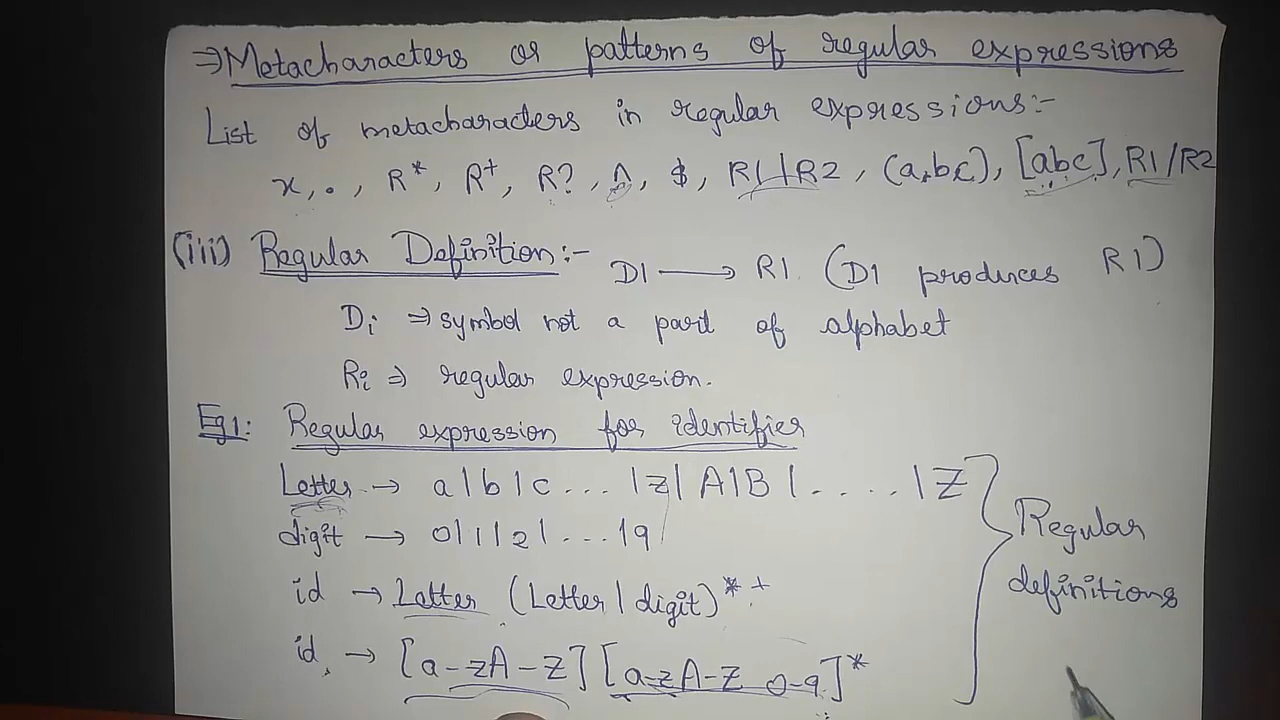 ⇒ Metacharacters or patterns of regular expressions
List of metacharacters in regular expressions:-
x, ., R*, R+, R?, ^, $, R1|R2, (a,b,c), [abc], R1/R2
(iii) Regular Definition:- D1 → R1 (D1 produces R1)
Di ⇒ symbol not a part of alphabet
Ri ⇒ regular expression.
Eg1: Regular expression for identifier
Letter → a|b|c...|z|A|B|.....|Z
digit → 0|1|2|...|9
id → Letter (Letter|digit)*+
id → [a-zA-Z][a-zA-Z 0-9]*
Regular
definitions